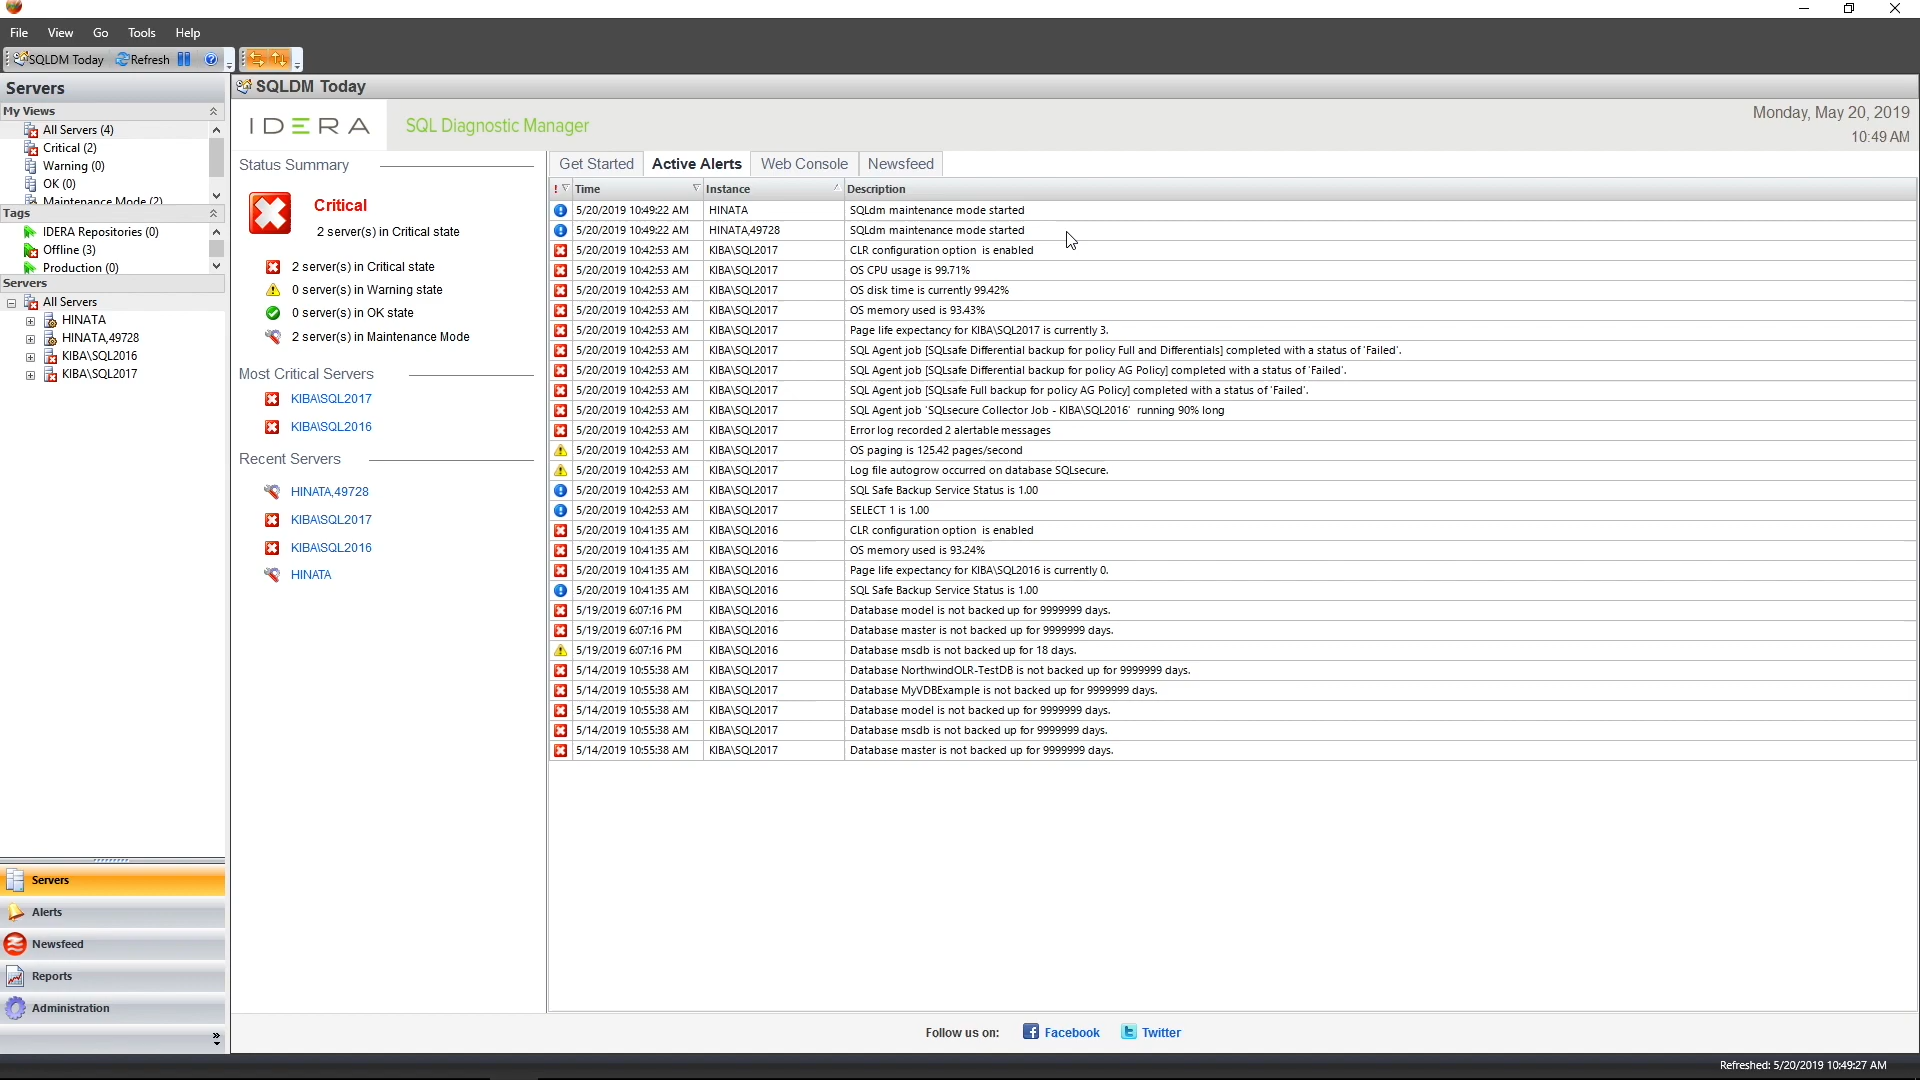 File View Go Tools Help
SQLDM Today Refresh
Servers
My Views
All Servers (4)
Critical (2)
Warning (0)
OK (0)
Maintenance Mode (2)
Tags
IDERA Repositories (0)
Offline (3)
Production (0)
Servers
All Servers
HINATA
HINATA,49728
KIBA\SQL2016
KIBA\SQL2017
Servers
Alerts
Newsfeed
Reports
Administration
SQLDM Today
IDERA SQL Diagnostic Manager
Monday, May 20, 2019
10:49 AM
Status Summary
Critical
2 server(s) in Critical state
2 server(s) in Critical state
0 server(s) in Warning state
0 server(s) in OK state
2 server(s) in Maintenance Mode
Most Critical Servers
KIBA\SQL2017
KIBA\SQL2016
Recent Servers
HINATA,49728
KIBA\SQL2017
KIBA\SQL2016
HINATA
Get Started Active Alerts Web Console Newsfeed
! Time Instance Description
5/20/2019 10:49:22 AM HINATA SQLdm maintenance mode started
5/20/2019 10:49:22 AM HINATA,49728 SQLdm maintenance mode started
5/20/2019 10:42:53 AM KIBA\SQL2017 CLR configuration option is enabled
5/20/2019 10:42:53 AM KIBA\SQL2017 OS CPU usage is 99.71%
5/20/2019 10:42:53 AM KIBA\SQL2017 OS disk time is currently 99.42%
5/20/2019 10:42:53 AM KIBA\SQL2017 OS memory used is 93.43%
5/20/2019 10:42:53 AM KIBA\SQL2017 Page life expectancy for KIBA\SQL2017 is currently 3.
5/20/2019 10:42:53 AM KIBA\SQL2017 SQL Agent job [SQLsafe Differential backup for policy Full and Differentials] completed with a status of 'Failed'.
5/20/2019 10:42:53 AM KIBA\SQL2017 SQL Agent job [SQLsafe Differential backup for policy AG Policy] completed with a status of 'Failed'.
5/20/2019 10:42:53 AM KIBA\SQL2017 SQL Agent job [SQLsafe Full backup for policy AG Policy] completed with a status of 'Failed'.
5/20/2019 10:42:53 AM KIBA\SQL2017 SQL Agent job 'SQLsecure Collector Job - KIBA\SQL2016' running 90% long
5/20/2019 10:42:53 AM KIBA\SQL2017 Error log recorded 2 alertable messages
5/20/2019 10:42:53 AM KIBA\SQL2017 OS paging is 125.42 pages/second
5/20/2019 10:42:53 AM KIBA\SQL2017 Log file autogrow occurred on database SQLsecure.
5/20/2019 10:42:53 AM KIBA\SQL2017 SQL Safe Backup Service Status is 1.00
5/20/2019 10:42:53 AM KIBA\SQL2017 SELECT 1 is 1.00
5/20/2019 10:41:35 AM KIBA\SQL2016 CLR configuration option is enabled
5/20/2019 10:41:35 AM KIBA\SQL2016 OS memory used is 93.24%
5/20/2019 10:41:35 AM KIBA\SQL2016 Page life expectancy for KIBA\SQL2016 is currently 0.
5/20/2019 10:41:35 AM KIBA\SQL2016 SQL Safe Backup Service Status is 1.00
5/19/2019 6:07:16 PM KIBA\SQL2016 Database model is not backed up for 9999999 days.
5/19/2019 6:07:16 PM KIBA\SQL2016 Database master is not backed up for 9999999 days.
5/19/2019 6:07:16 PM KIBA\SQL2016 Database msdb is not backed up for 18 days.
5/14/2019 10:55:38 AM KIBA\SQL2017 Database NorthwindOLR-TestDB is not backed up for 9999999 days.
5/14/2019 10:55:38 AM KIBA\SQL2017 Database MyVDBExample is not backed up for 9999999 days.
5/14/2019 10:55:38 AM KIBA\SQL2017 Database model is not backed up for 9999999 days.
5/14/2019 10:55:38 AM KIBA\SQL2017 Database msdb is not backed up for 9999999 days.
5/14/2019 10:55:38 AM KIBA\SQL2017 Database master is not backed up for 9999999 days.
Follow us on: Facebook Twitter
Refreshed: 5/20/2019 10:49:27 AM